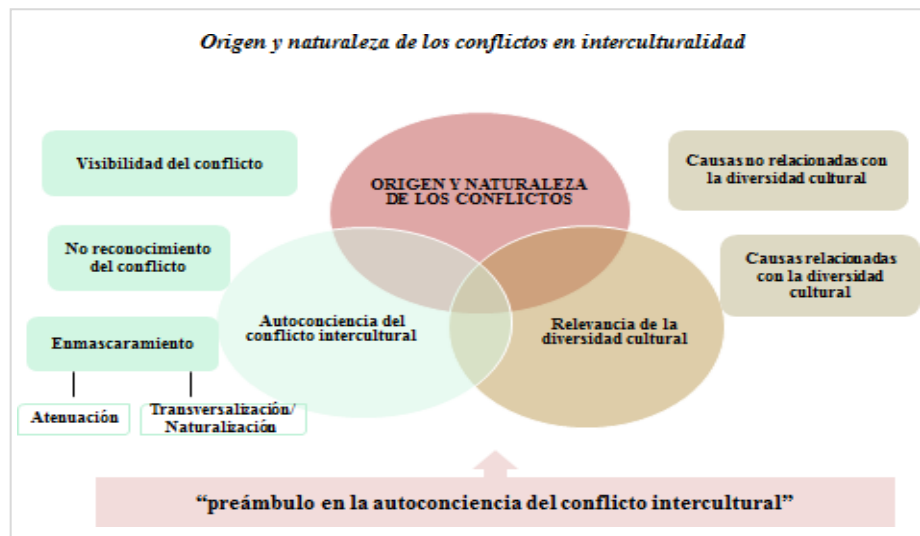 Origen y naturaleza de los conflictos en interculturalidad
Visibilidad del conflicto
No reconocimiento
del conflicto
Enmascaramiento
Atenuación
Transversalización/
Naturalización
ORIGEN Y NATURALEZA
DE LOS CONFLICTOS
Autoconciencia del
conflicto intercultural
Relevancia de la
diversidad cultural
Causas no relacionadas con
la diversidad cultural
Causas relacionadas
con la diversidad
cultural
“preámbulo en la autoconciencia del conflicto intercultural”